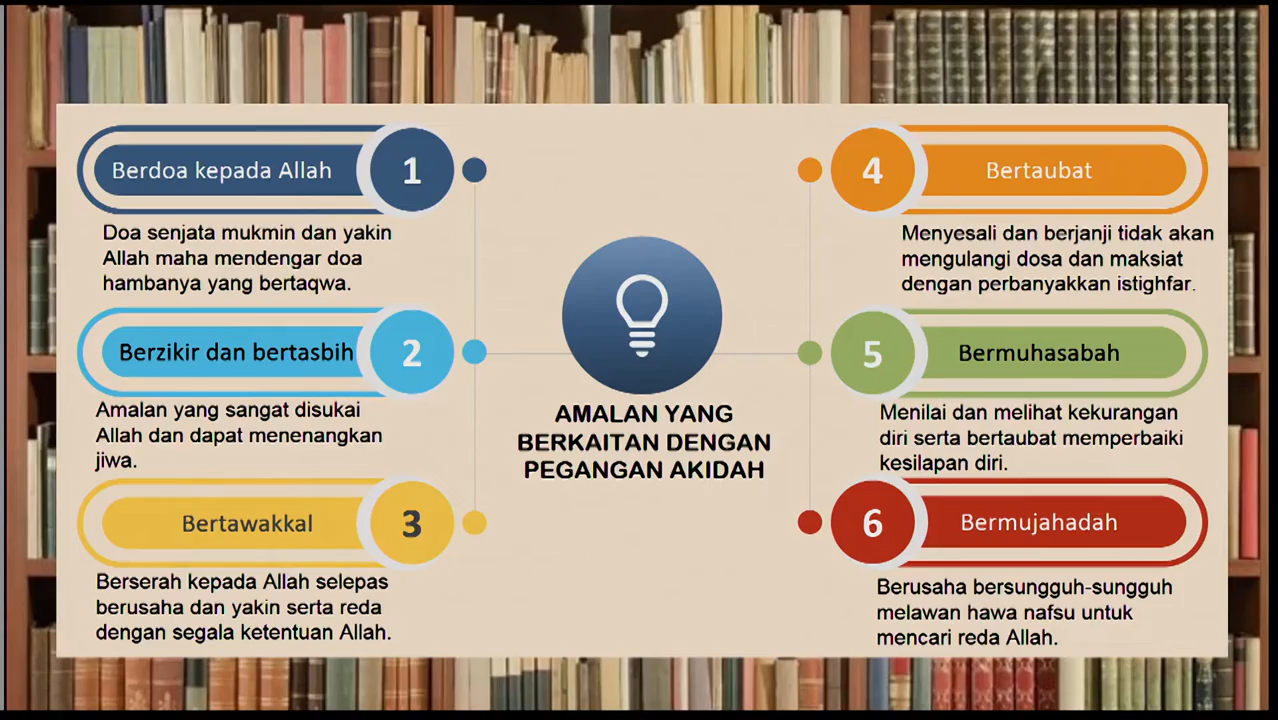 Berdoa kepada Allah
1
Doa senjata mukmin dan yakin
Allah maha mendengar doa
hambanya yang bertaqwa.
Berzikir dan bertasbih
2
Amalan yang sangat disukai
Allah dan dapat menenangkan
jiwa.
Bertawakkal
3
Berserah kepada Allah selepas
berusaha dan yakin serta reda
dengan segala ketentuan Allah.
AMALAN YANG
BERKAITAN DENGAN
PEGANGAN AKIDAH
4
Bertaubat
Menyesali dan berjanji tidak akan
mengulangi dosa dan maksiat
dengan perbanyakkan istighfar.
5
Bermuhasabah
Menilai dan melihat kekurangan
diri serta bertaubat memperbaiki
kesilapan diri.
6
Bermujahadah
Berusaha bersungguh-sungguh
melawan hawa nafsu untuk
mencari reda Allah.